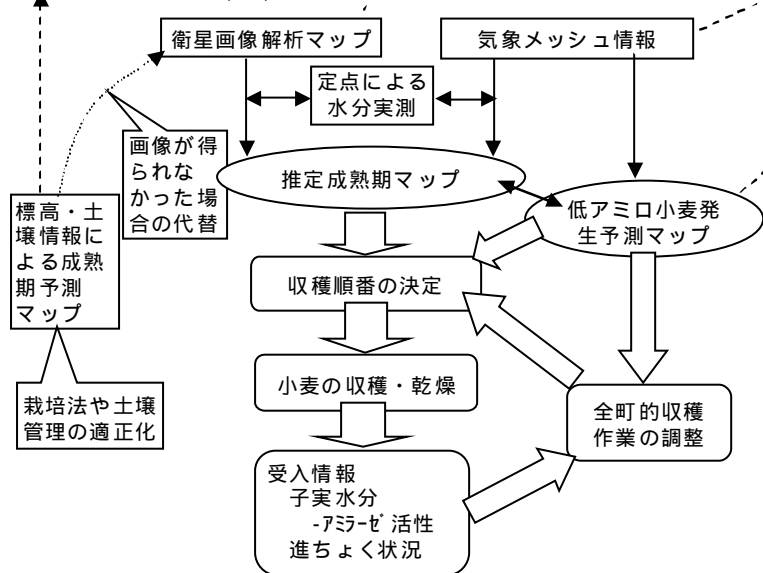 衛星画像解析マップ
気象メッシュ情報
定点による
水分実測
画像が得
られな
かった場
合の代替
推定成熟期マップ
標高・土
壌情報に
よる成熟
期予測
マップ
低アミロ小麦発
生予測マップ
収穫順番の決定
小麦の収穫・乾燥
栽培法や土壌
管理の適正化
全町的収穫
作業の調整
受入情報
子実水分
-ｱﾐﾗｰｾﾞ活性
進ちょく状況